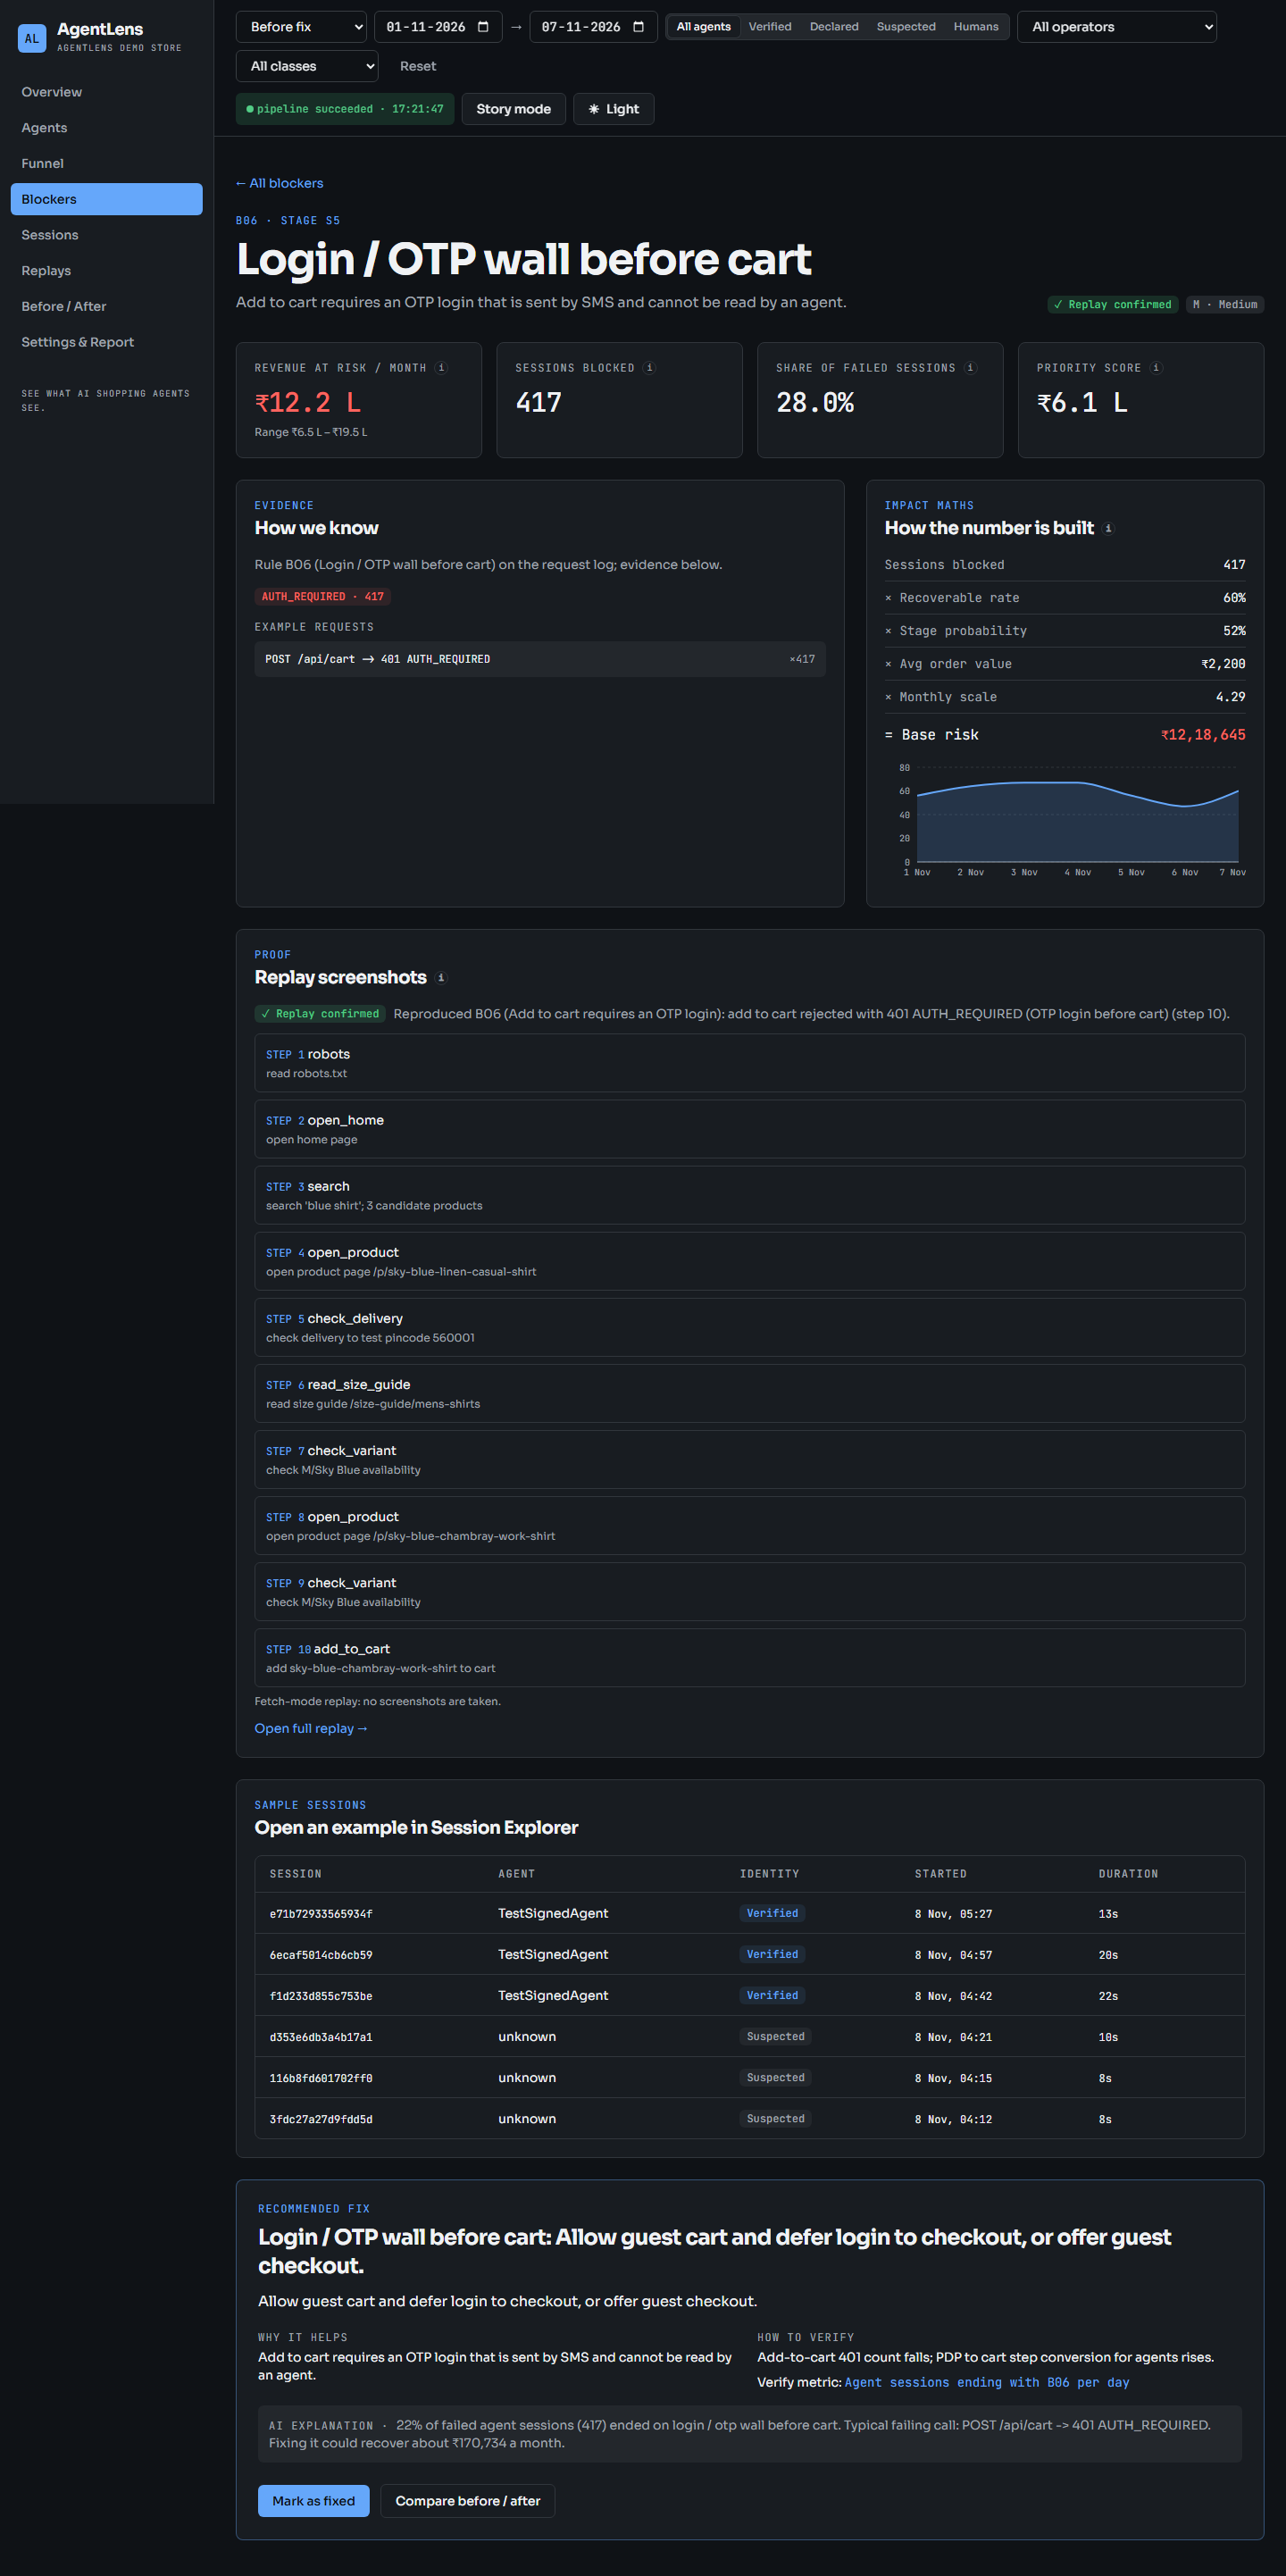 AL
AgentLens
AGENTLENS DEMO STORE
Overview
Agents
Funnel
Blockers
Sessions
Replays
Before / After
Settings & Report
SEE WHAT AI SHOPPING AGENTS
SEE.
Before fix
01-11-2026
→
07-11-2026
All agents
Verified
Declared
Suspected
Humans
All operators
All classes
Reset
pipeline succeeded · 17:21:47
Story mode
☀ Light
← All blockers
B06 · STAGE S5
Login / OTP wall before cart
Add to cart requires an OTP login that is sent by SMS and cannot be read by an agent.
✓ Replay confirmed
M · Medium
REVENUE AT RISK / MONTH i
₹12.2 L
Range ₹6.5 L–₹19.5 L
SESSIONS BLOCKED i
417
SHARE OF FAILED SESSIONS i
28.0%
PRIORITY SCORE i
₹6.1 L
EVIDENCE
How we know
Rule B06 (Login / OTP wall before cart) on the request log; evidence below.
AUTH_REQUIRED · 417
EXAMPLE REQUESTS
POST /api/cart → 401 AUTH_REQUIRED ×417
IMPACT MATHS
How the number is built i
Sessions blocked 417
× Recoverable rate 60%
× Stage probability 52%
× Avg order value ₹2,200
× Monthly scale 4.29
= Base risk ₹12,18,645
80
60
40
20
0
1 Nov 2 Nov 3 Nov 4 Nov 5 Nov 6 Nov 7 Nov
PROOF
Replay screenshots i
✓ Replay confirmed Reproduced B06 (Add to cart requires an OTP login): add to cart rejected with 401 AUTH_REQUIRED (OTP login before cart) (step 10).
STEP 1 robots
read robots.txt
STEP 2 open_home
open home page
STEP 3 search
search 'blue shirt'; 3 candidate products
STEP 4 open_product
open product page /p/sky-blue-linen-casual-shirt
STEP 5 check_delivery
check delivery to test pincode 560001
STEP 6 read_size_guide
read size guide /size-guide/mens-shirts
STEP 7 check_variant
check M/Sky Blue availability
STEP 8 open_product
open product page /p/sky-blue-chambray-work-shirt
STEP 9 check_variant
check M/Sky Blue availability
STEP 10 add_to_cart
add sky-blue-chambray-work-shirt to cart
Fetch-mode replay: no screenshots are taken.
Open full replay →
SAMPLE SESSIONS
Open an example in Session Explorer
SESSION AGENT IDENTITY STARTED DURATION
e71b72933565934f TestSignedAgent Verified 8 Nov, 05:27 13s
6ecaf5014cb6cb59 TestSignedAgent Verified 8 Nov, 04:57 20s
f1d233d855c753be TestSignedAgent Verified 8 Nov, 04:42 22s
d353e6db3a4b17a1 unknown Suspected 8 Nov, 04:21 10s
116b8fd601702ff0 unknown Suspected 8 Nov, 04:15 8s
3fdc27a27d9fdd5d unknown Suspected 8 Nov, 04:12 8s
RECOMMENDED FIX
Login / OTP wall before cart: Allow guest cart and defer login to checkout, or offer guest
checkout.
Allow guest cart and defer login to checkout, or offer guest checkout.
WHY IT HELPS
Add to cart requires an OTP login that is sent by SMS and cannot be read by
an agent.
HOW TO VERIFY
Add-to-cart 401 count falls; PDP to cart step conversion for agents rises.
Verify metric: Agent sessions ending with B06 per day
AI EXPLANATION · 22% of failed agent sessions (417) ended on login / otp wall before cart. Typical failing call: POST /api/cart -> 401 AUTH_REQUIRED.
Fixing it could recover about ₹170,734 a month.
Mark as fixed
Compare before / after